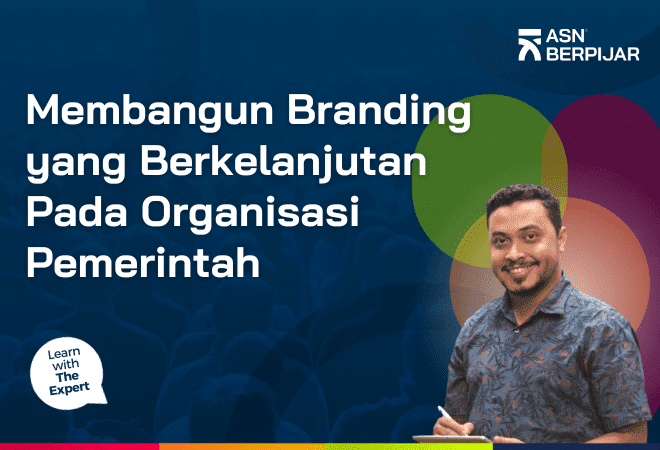 ASN
BERPIJAR
Membangun Branding
yang Berkelanjutan
Pada Organisasi
Pemerintah
Learn
with
The
Expert